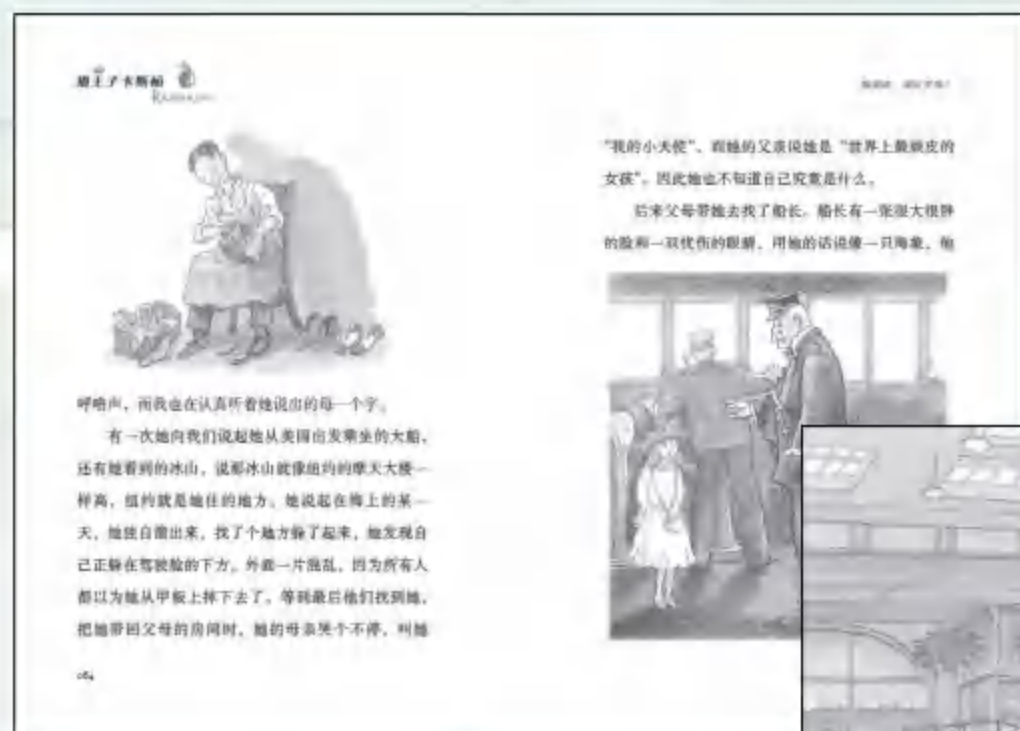 猫王子卡斯帕
呼噜声，而我也在认真听着她说出的每一个字。
有一次她向我们说起她从美国出发乘坐的大船，
还有她看到的冰山，说那冰山就像纽约的摩天大楼一
样高，纽约就是她住的地方。她说起在海上的某一
天，她独自溜出来，找了个地方躲了起来，她发现自
己正躲在驾驶舱的下方。外面一片混乱，因为所有人
都以为她从甲板上掉下去了。等到最后他们找到她，
把她带回父母的房间时，她的母亲哭个不停，叫她
084
“我的小天使”，而她的父亲说她是“世界上最顽皮的
女孩”。因此她也不知道自己究竟是什么。
后来父母带她去找了船长，船长有一张很大很胖
的脸和一双忧伤的眼睛，用她的话说像一只海象。他